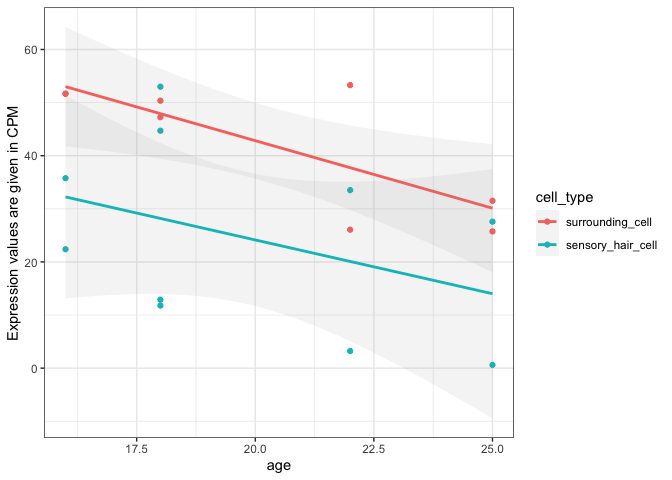 Expression values are given in CPM
60
40
20
0
17.5
20.0
22.5
25.0
age
cell_type
surrounding_cell
sensory_hair_cell